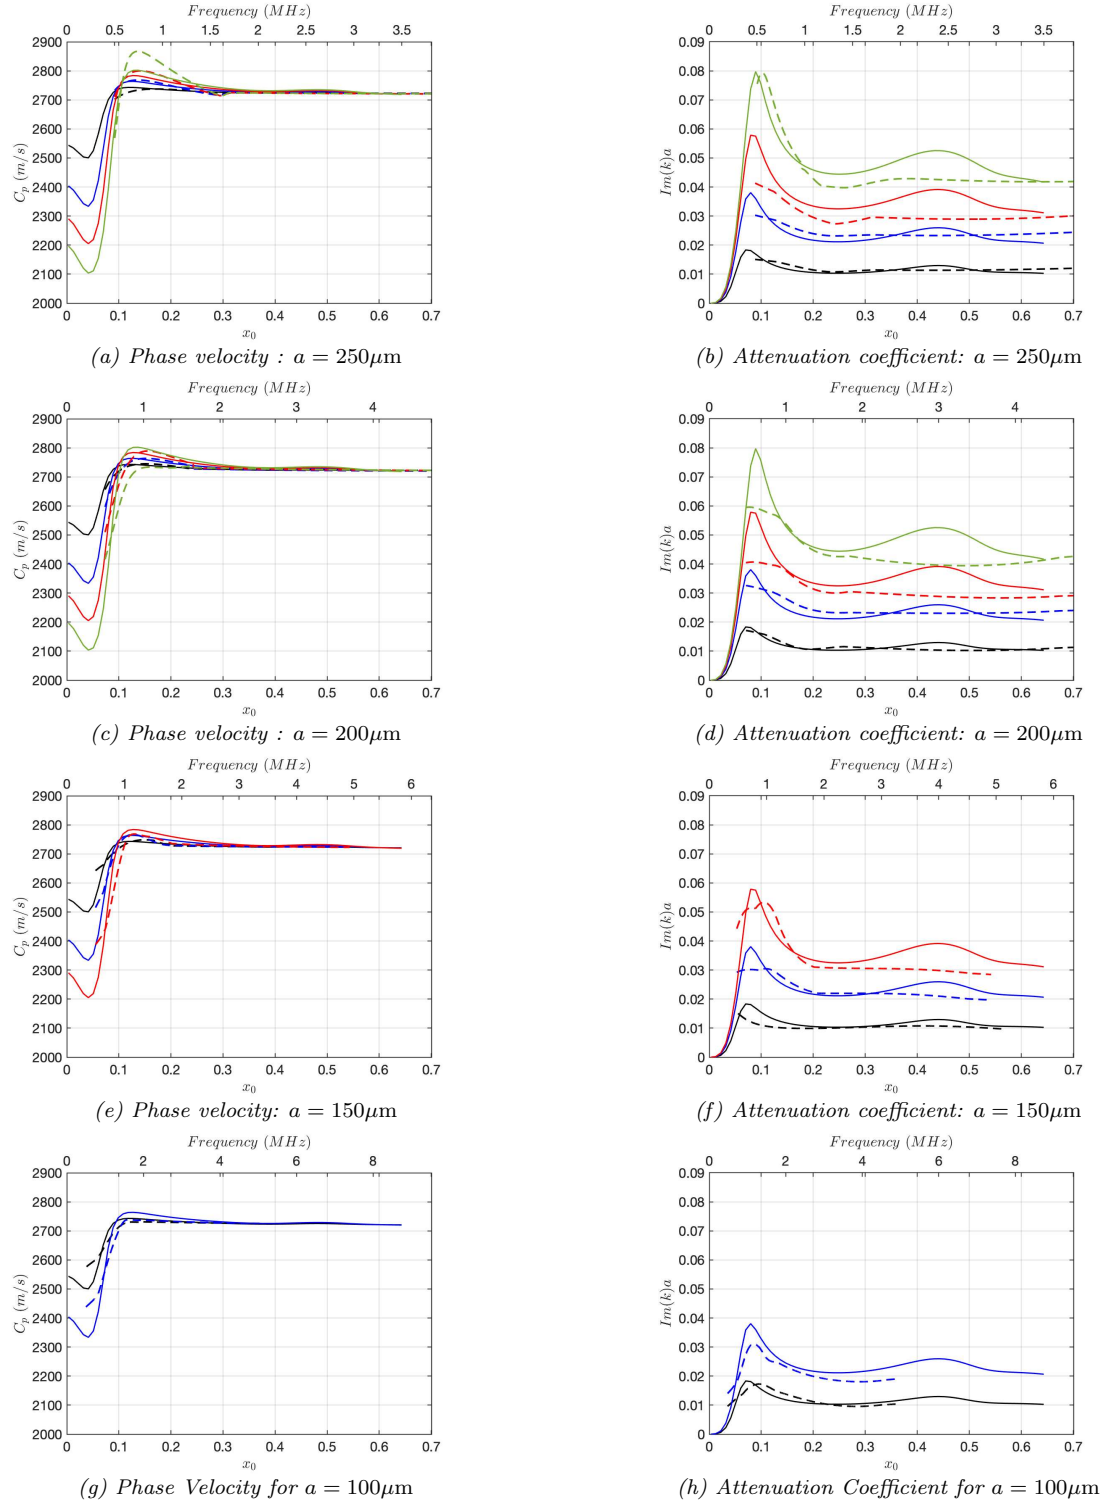 Frequency (MHz)
0 0.5 1 1.5 2 2.5 3 3.5
2900
2800
2700
2600
2500
2400
2300
2200
2100
2000
C_p (m/s)
0 0.1 0.2 0.3 0.4 0.5 0.6 0.7
x_0
(a) Phase velocity : a = 250μm
Frequency (MHz)
0 0.5 1 1.5 2 2.5 3 3.5
0.09
0.08
0.07
0.06
0.05
0.04
0.03
0.02
0.01
0
Im(k)a
0 0.1 0.2 0.3 0.4 0.5 0.6 0.7
x_0
(b) Attenuation coefficient: a = 250μm
Frequency (MHz)
0 1 2 3 4
2900
2800
2700
2600
2500
2400
2300
2200
2100
2000
C_p (m/s)
0 0.1 0.2 0.3 0.4 0.5 0.6 0.7
x_0
(c) Phase velocity : a = 200μm
Frequency (MHz)
0 1 2 3 4
0.09
0.08
0.07
0.06
0.05
0.04
0.03
0.02
0.01
0
Im(k)a
0 0.1 0.2 0.3 0.4 0.5 0.6 0.7
x_0
(d) Attenuation coefficient: a = 200μm
Frequency (MHz)
0 1 2 3 4 5 6
2900
2800
2700
2600
2500
2400
2300
2200
2100
2000
C_p (m/s)
0 0.1 0.2 0.3 0.4 0.5 0.6 0.7
x_0
(e) Phase velocity: a = 150μm
Frequency (MHz)
0 1 2 3 4 5 6
0.09
0.08
0.07
0.06
0.05
0.04
0.03
0.02
0.01
0
Im(k)a
0 0.1 0.2 0.3 0.4 0.5 0.6 0.7
x_0
(f) Attenuation coefficient: a = 150μm
Frequency (MHz)
0 2 4 6 8
2900
2800
2700
2600
2500
2400
2300
2200
2100
2000
C_p (m/s)
0 0.1 0.2 0.3 0.4 0.5 0.6 0.7
x_0
(g) Phase Velocity for a = 100μm
Frequency (MHz)
0 2 4 6 8
0.09
0.08
0.07
0.06
0.05
0.04
0.03
0.02
0.01
0
Im(k)a
0 0.1 0.2 0.3 0.4 0.5 0.6 0.7
x_0
(h) Attenuation Coefficient for a = 100μm